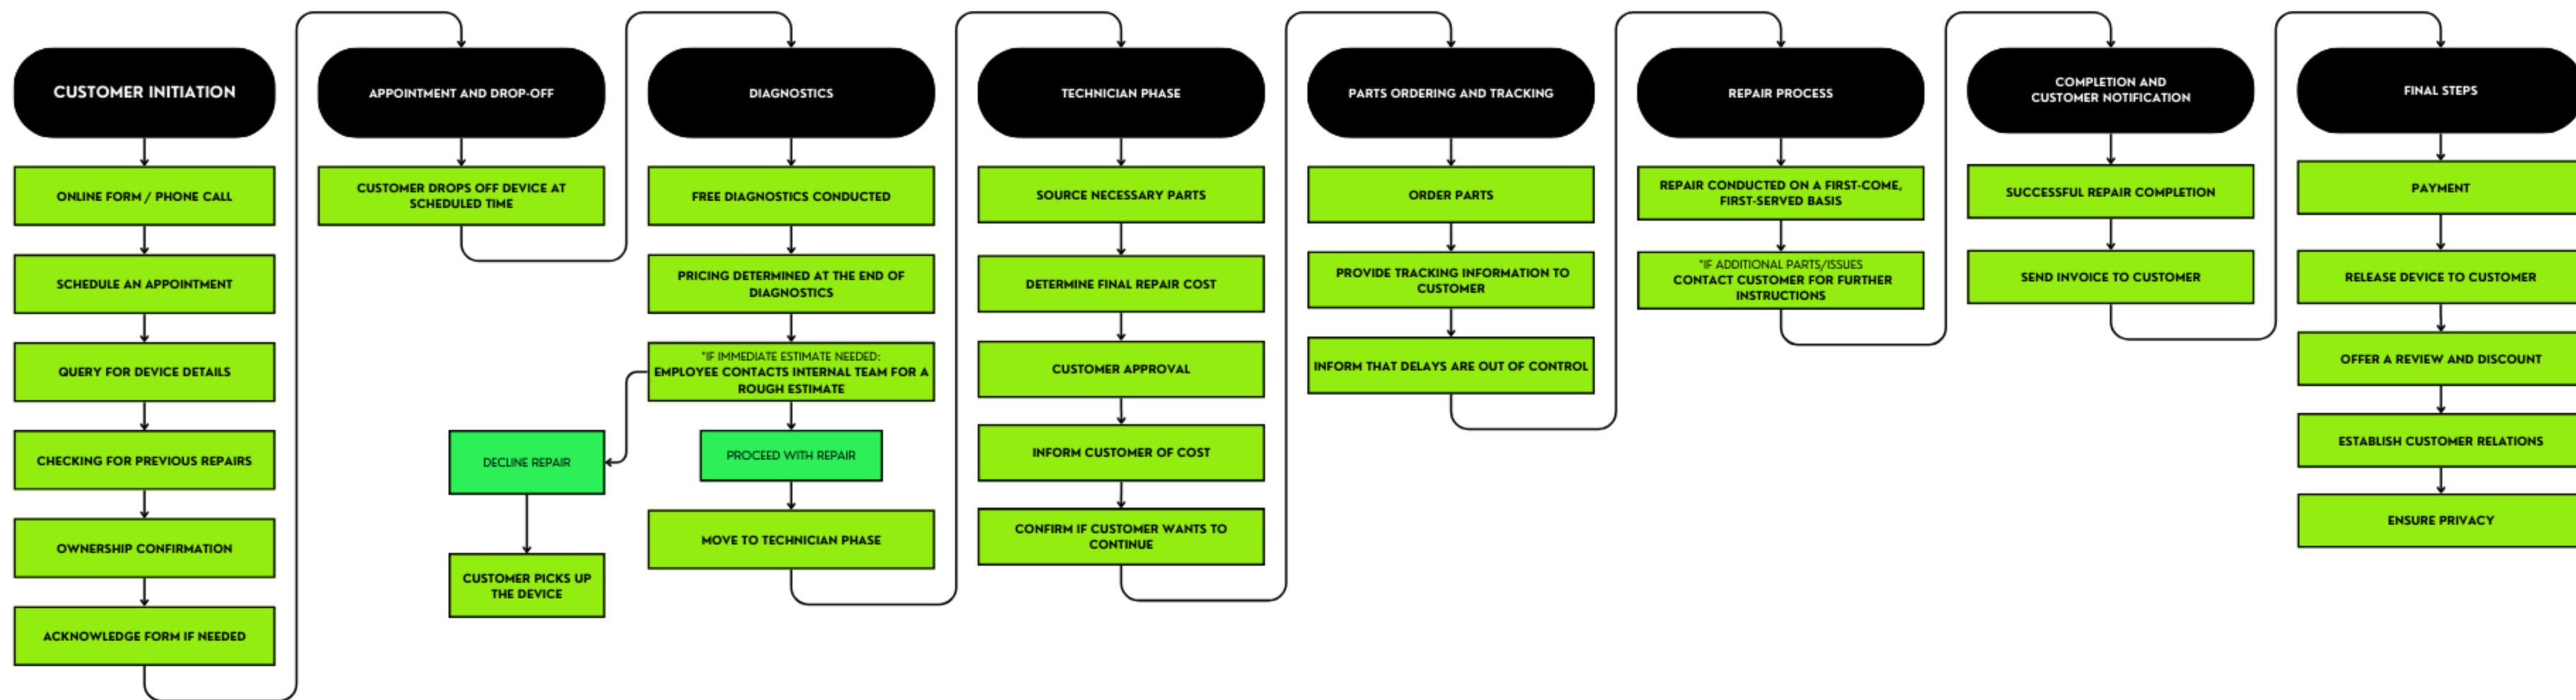 CUSTOMER INITIATION
ONLINE FORM / PHONE CALL
SCHEDULE AN APPOINTMENT
QUERY FOR DEVICE DETAILS
CHECKING FOR PREVIOUS REPAIRS
OWNERSHIP CONFIRMATION
ACKNOWLEDGE FORM IF NEEDED
APPOINTMENT AND DROP-OFF
CUSTOMER DROPS OFF DEVICE AT
SCHEDULED TIME
DIAGNOSTICS
FREE DIAGNOSTICS CONDUCTED
PRICING DETERMINED AT THE END OF
DIAGNOSTICS
*IF IMMEDIATE ESTIMATE NEEDED:
EMPLOYEE CONTACTS INTERNAL TEAM FOR A
ROUGH ESTIMATE
DECLINE REPAIR
CUSTOMER PICKS UP
THE DEVICE
PROCEED WITH REPAIR
MOVE TO TECHNICIAN PHASE
TECHNICIAN PHASE
SOURCE NECESSARY PARTS
DETERMINE FINAL REPAIR COST
CUSTOMER APPROVAL
INFORM CUSTOMER OF COST
CONFIRM IF CUSTOMER WANTS TO
CONTINUE
PARTS ORDERING AND TRACKING
ORDER PARTS
PROVIDE TRACKING INFORMATION TO
CUSTOMER
INFORM THAT DELAYS ARE OUT OF CONTROL
REPAIR PROCESS
REPAIR CONDUCTED ON A FIRST-COME,
FIRST-SERVED BASIS
*IF ADDITIONAL PARTS/ISSUES
CONTACT CUSTOMER FOR FURTHER
INSTRUCTIONS
COMPLETION AND
CUSTOMER NOTIFICATION
SUCCESSFUL REPAIR COMPLETION
SEND INVOICE TO CUSTOMER
FINAL STEPS
PAYMENT
RELEASE DEVICE TO CUSTOMER
OFFER A REVIEW AND DISCOUNT
ESTABLISH CUSTOMER RELATIONS
ENSURE PRIVACY